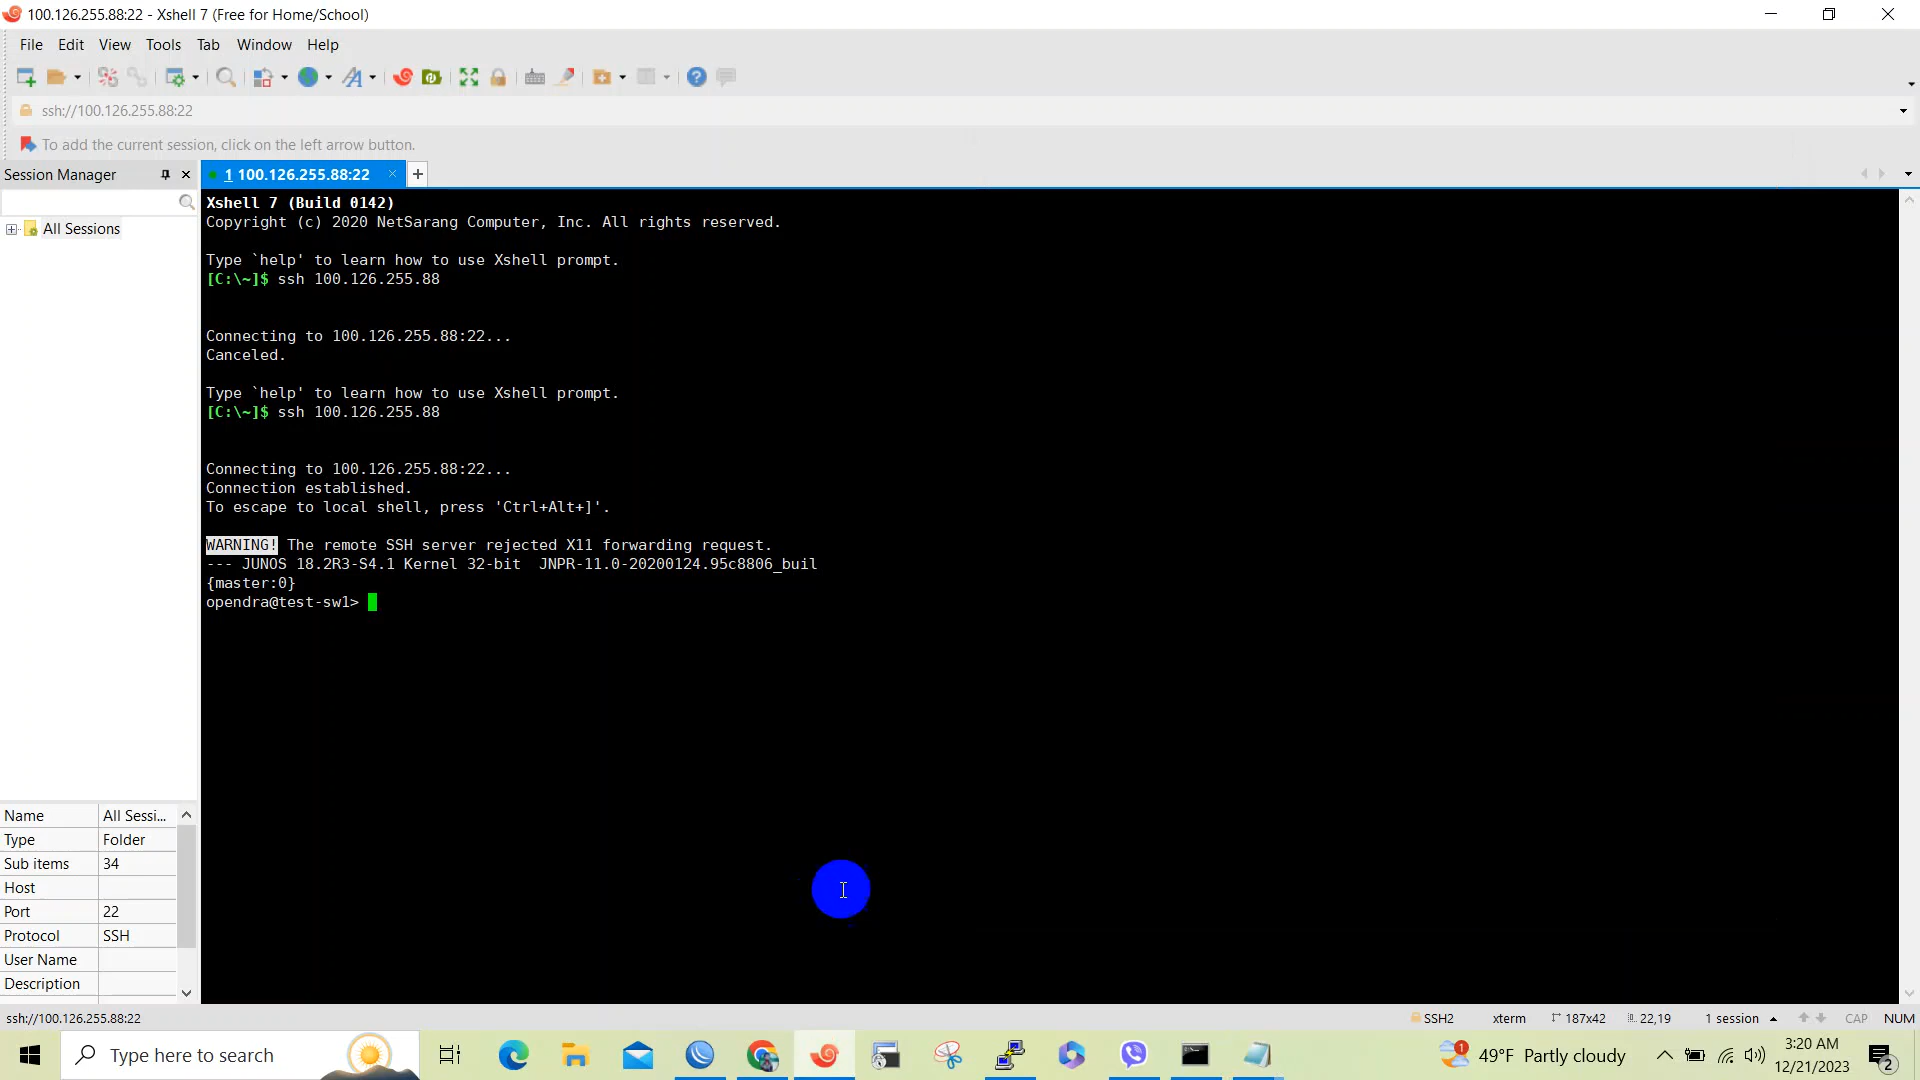 100.126.255.88:22 - Xshell 7 (Free for Home/School)
File Edit View Tools Tab Window Help
ssh://100.126.255.88:22
To add the current session, click on the left arrow button.
Session Manager
1 100.126.255.88:22
All Sessions
Xshell 7 (Build 0142)
Copyright (c) 2020 NetSarang Computer, Inc. All rights reserved.
Type `help' to learn how to use Xshell prompt.
[C:\~]$ ssh 100.126.255.88
Connecting to 100.126.255.88:22...
Canceled.
Type `help' to learn how to use Xshell prompt.
[C:\~]$ ssh 100.126.255.88
Connecting to 100.126.255.88:22...
Connection established.
To escape to local shell, press 'Ctrl+Alt+]'.
WARNING! The remote SSH server rejected X11 forwarding request.
--- JUNOS 18.2R3-S4.1 Kernel 32-bit  JNPR-11.0-20200124.95c8806_buil
{master:0}
opendra@test-sw1>
Name All Sessi...
Type Folder
Sub items 34
Host
Port 22
Protocol SSH
User Name
Description
ssh://100.126.255.88:22
SSH2 xterm 187x42 22,19 1 session CAP NUM
Type here to search
1
49°F Partly cloudy
3:20 AM
12/21/2023
2